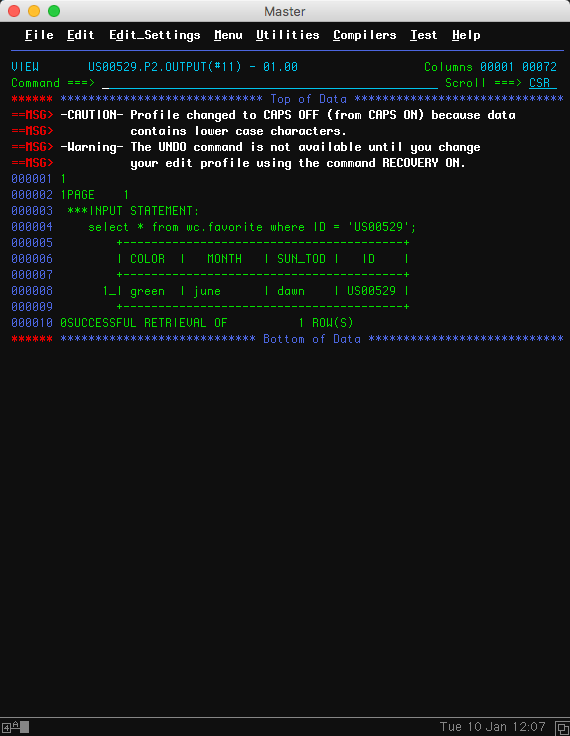 Master
File Edit Edit_Settings Menu Utilities Compilers Test Help
VIEW US00529.P2.OUTPUT(#11) - 01.00 Columns 00001 00072
Command ===> _ Scroll ===> CSR
****** ***************************** Top of Data ******************************
==MSG> -CAUTION- Profile changed to CAPS OFF (from CAPS ON) because data
==MSG> contains lower case characters.
==MSG> -Warning- The UNDO command is not available until you change
==MSG> your edit profile using the command RECOVERY ON.
000001 1
000002 1PAGE 1
000003 ***INPUT STATEMENT:
000004 select * from wc.favorite where ID = 'US00529';
000005 +----------------------------------------+
000006 | COLOR | MONTH | SUN_TOD | ID |
000007 +----------------------------------------+
000008 1_| green | june | dawn | US00529 |
000009 +----------------------------------------+
000010 0SUCCESSFUL RETRIEVAL OF 1 ROW(S)
****** **************************** Bottom of Data ****************************
4A Tue 10 Jan 12:07